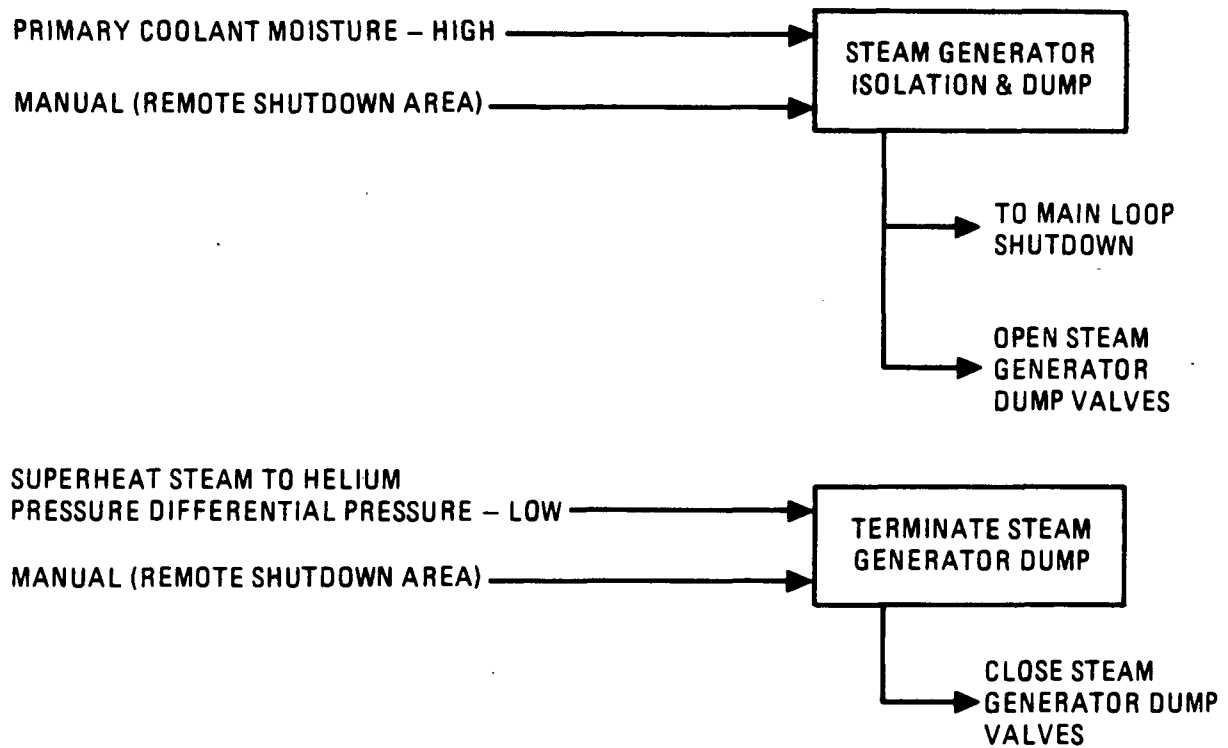 PRIMARY COOLANT MOISTURE – HIGH
MANUAL (REMOTE SHUTDOWN AREA)
STEAM GENERATOR
ISOLATION & DUMP
TO MAIN LOOP
SHUTDOWN
OPEN STEAM
GENERATOR
DUMP VALVES
SUPERHEAT STEAM TO HELIUM
PRESSURE DIFFERENTIAL PRESSURE – LOW
MANUAL (REMOTE SHUTDOWN AREA)
TERMINATE STEAM
GENERATOR DUMP
CLOSE STEAM
GENERATOR DUMP
VALVES